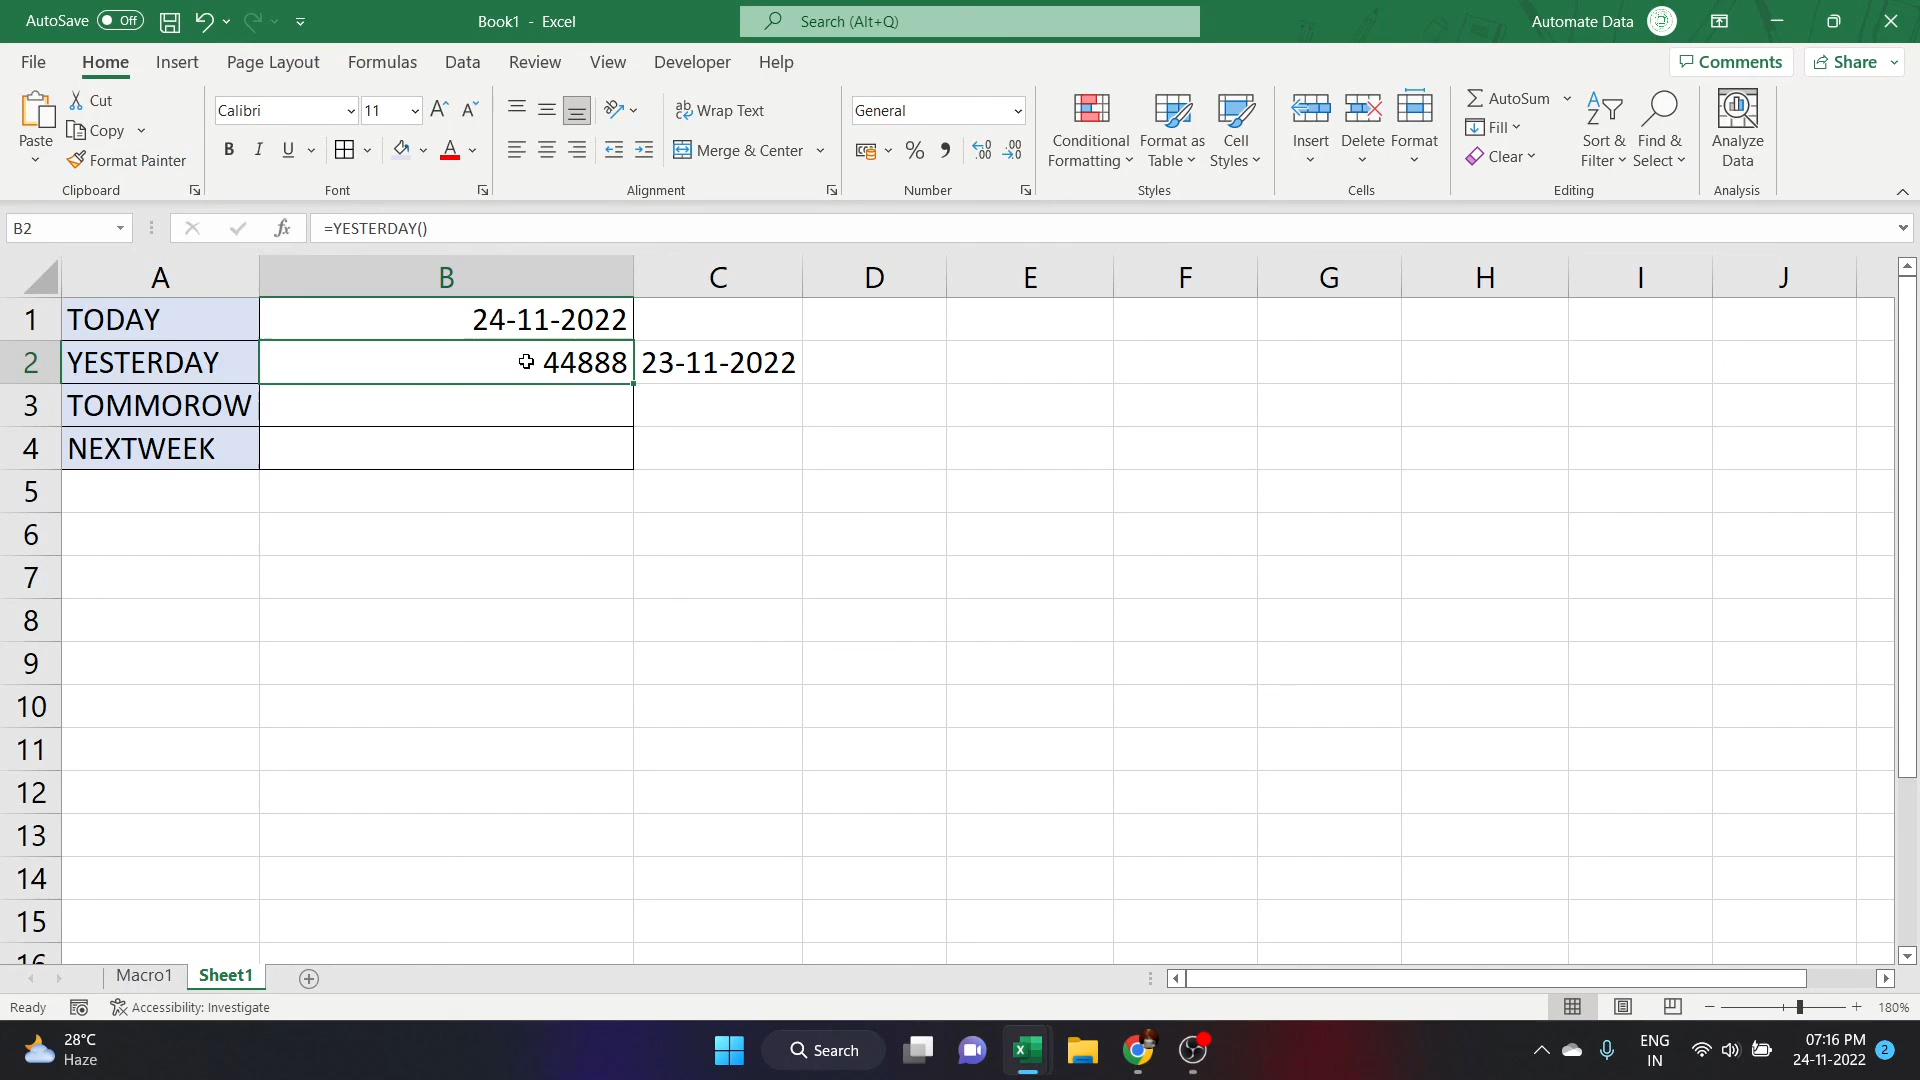 AutoSave Off
Book1 - Excel
Search (Alt+Q)
Automate Data
File Home Insert Page Layout Formulas Data Review View Developer Help
Comments Share
Paste
Cut
Copy
Format Painter
Clipboard
Calibri 11
B I U A
Font
Wrap Text
Merge & Center
Alignment
General
Number
Conditional Formatting
Format as Table
Cell Styles
Styles
Insert Delete Format
Cells
AutoSum
Fill
Clear
Sort & Filter
Find & Select
Editing
Analyze Data
Analysis
B2 fx =YESTERDAY()
A B C D E F G H I J
1 TODAY 24-11-2022
2 YESTERDAY 44888 23-11-2022
3 TOMMOROW
4 NEXTWEEK
5
6
7
8
9
10
11
12
13
14
15
16
Macro1 Sheet1
Ready Accessibility: Investigate 180%
28°C
Haze
Search
ENG
IN
07:16 PM
24-11-2022
2